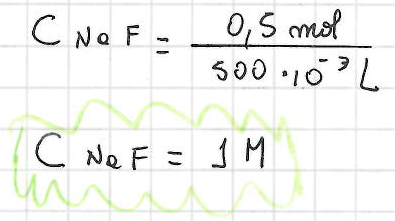 C NaF = 0,5 mol / 500 · 10⁻³ L
C NaF = 1 M